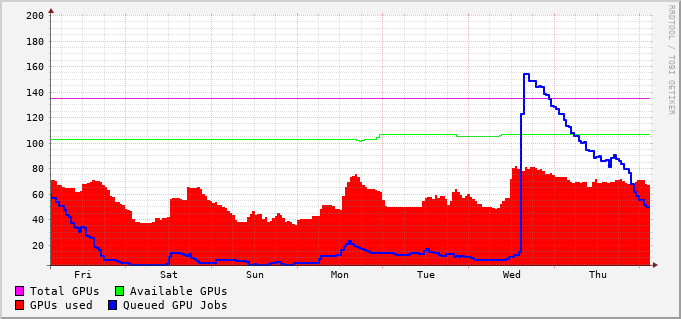 200
180
160
140
120
100
80
60
40
20
Fri Sat Sun Mon Tue Wed Thu
Total GPUs Available GPUs
GPUs used Queued GPU Jobs
RRDTOOL / TOBI OETIKER